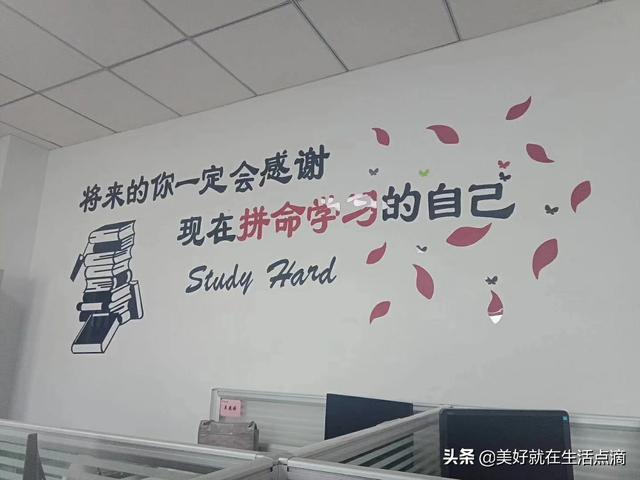 将来的你一定会感谢
现在拼命学习的自己
Study Hard
头条 @美好就在生活点滴